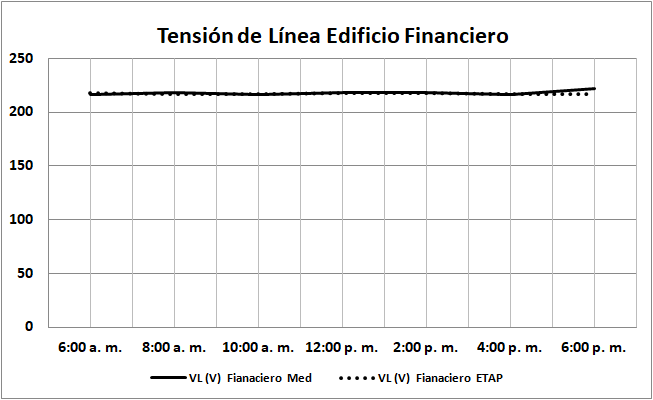 Tensión de Línea Edificio Financiero
250
200
150
100
50
0
6:00 a. m. 8:00 a. m. 10:00 a. m. 12:00 p. m. 2:00 p. m. 4:00 p. m. 6:00 p. m.
VL (V) Fianaciero Med VL (V) Fianaciero ETAP